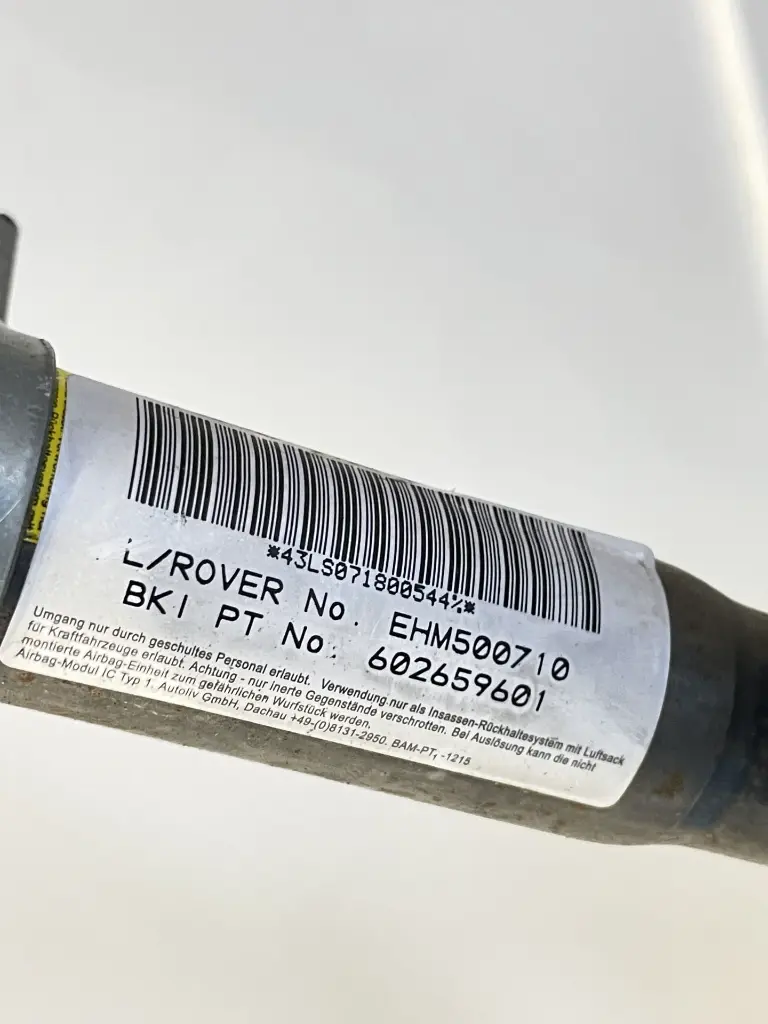 *43LS071800544%*
L/ROVER No. EHM500710
BKI PT No. 602659601
Umgang nur durch geschultes Personal erlaubt. Verwendung nur als Insassen-Rückhaltesystem mit Luftsack
für Kraftfahrzeuge erlaubt. Achtung - nur inerte Gegenstände verschrotten. Bei Auslösung kann die nicht
montierte Airbag-Einheit zum gefährlichen Wurfstück werden.
Airbag-Modul IC Typ 1. Autoliv GmbH, Dachau +49-(0)8131-2950. BAM-PT₁ -1215